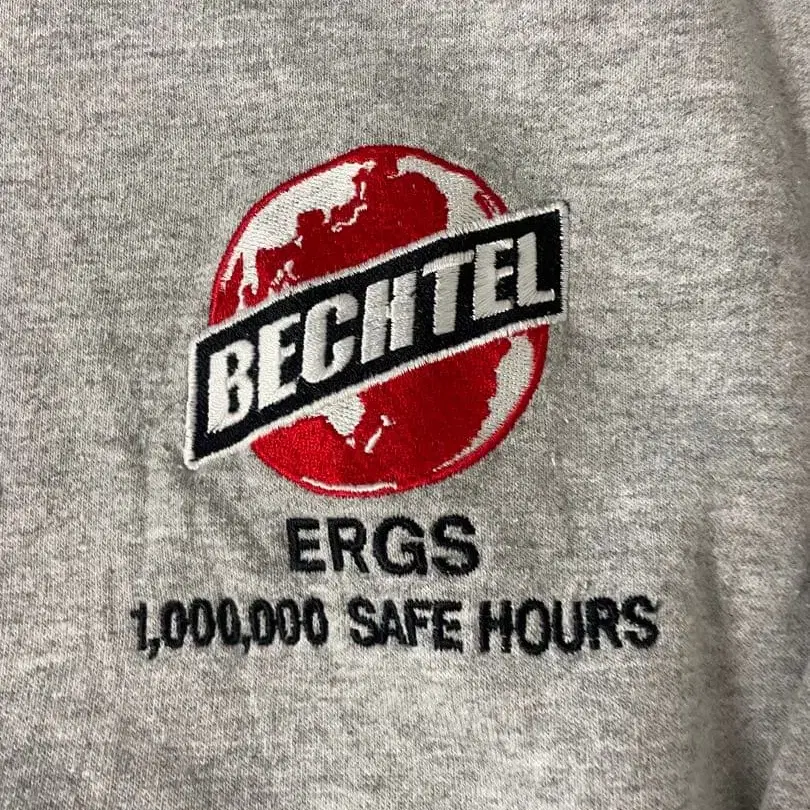 BECHTEL
ERGS
1,000,000 SAFE HOURS